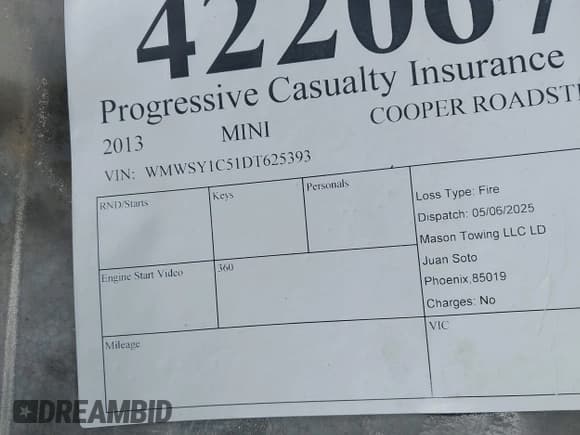 Progressive Casualty Insurance
2013 MINI COOPER ROADST
VIN: WMWSY1C51DT625393
RND/Starts Keys Personals
Loss Type: Fire
Dispatch: 05/06/2025
Mason Towing LLC LD
Juan Soto
Phoenix,85019
Charges: No
Engine Start Video 360
Mileage VIC
DREAMBID